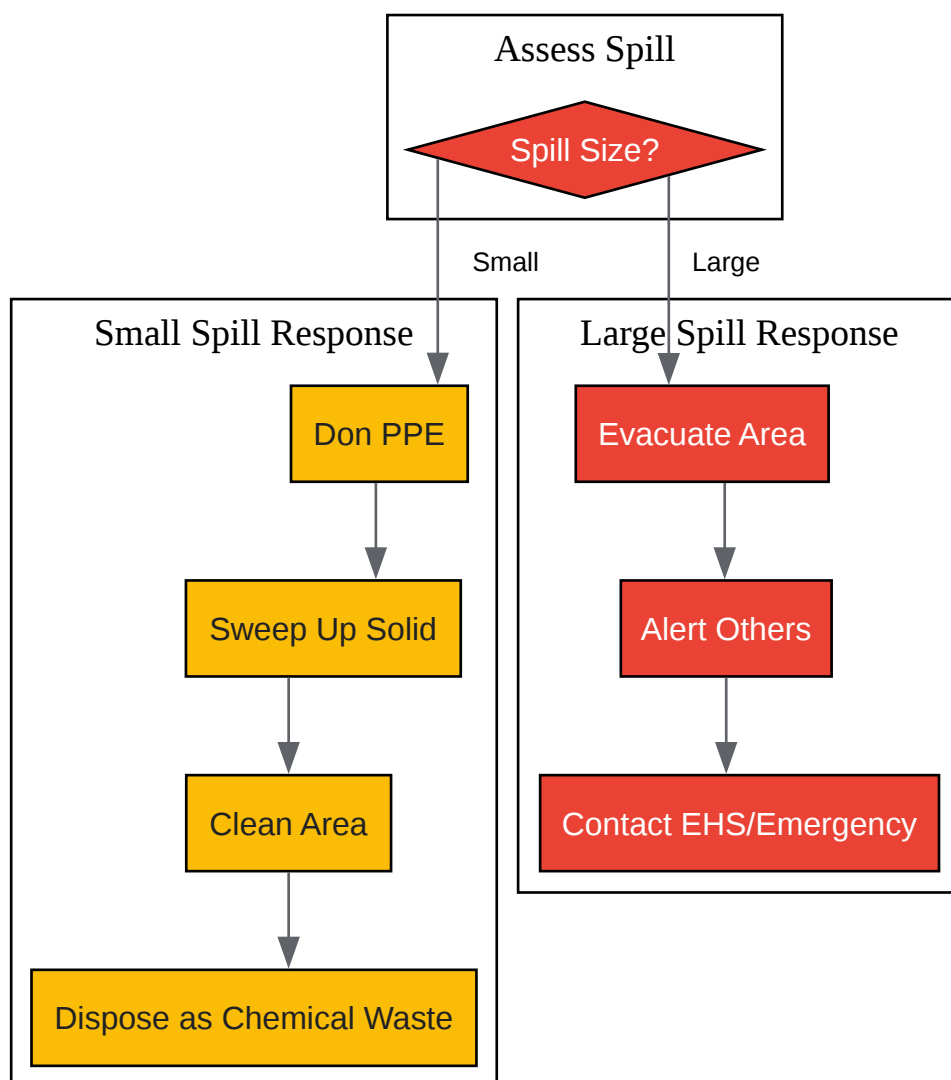 Assess Spill
Spill Size?
Small
Large
Small Spill Response
Don PPE
Sweep Up Solid
Clean Area
Dispose as Chemical Waste
Large Spill Response
Evacuate Area
Alert Others
Contact EHS/Emergency